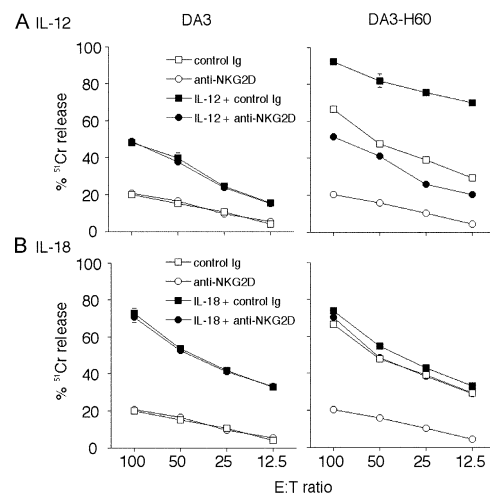 A IL-12
DA3
DA3-H60
% ⁵¹Cr release
100
80
60
40
20
0
control Ig
anti-NKG2D
IL-12 + control Ig
IL-12 + anti-NKG2D
B IL-18
% ⁵¹Cr release
100
80
60
40
20
0
control Ig
anti-NKG2D
IL-18 + control Ig
IL-18 + anti-NKG2D
100 50 25 12.5
100 50 25 12.5
E:T ratio